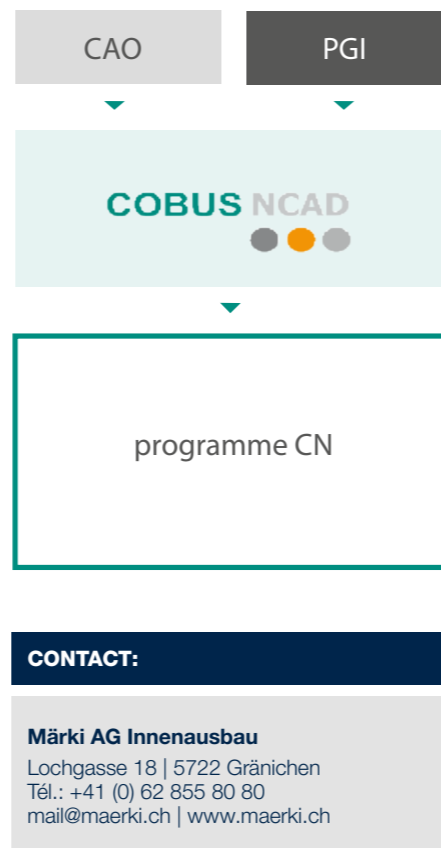 CAO
PGI
COBUS NCAD
programme CN
CONTACT:
Märki AG Innenausbau
Lochgasse 18 | 5722 Gränichen
Tél.: +41 (0) 62 855 80 80
mail@maerki.ch | www.maerki.ch